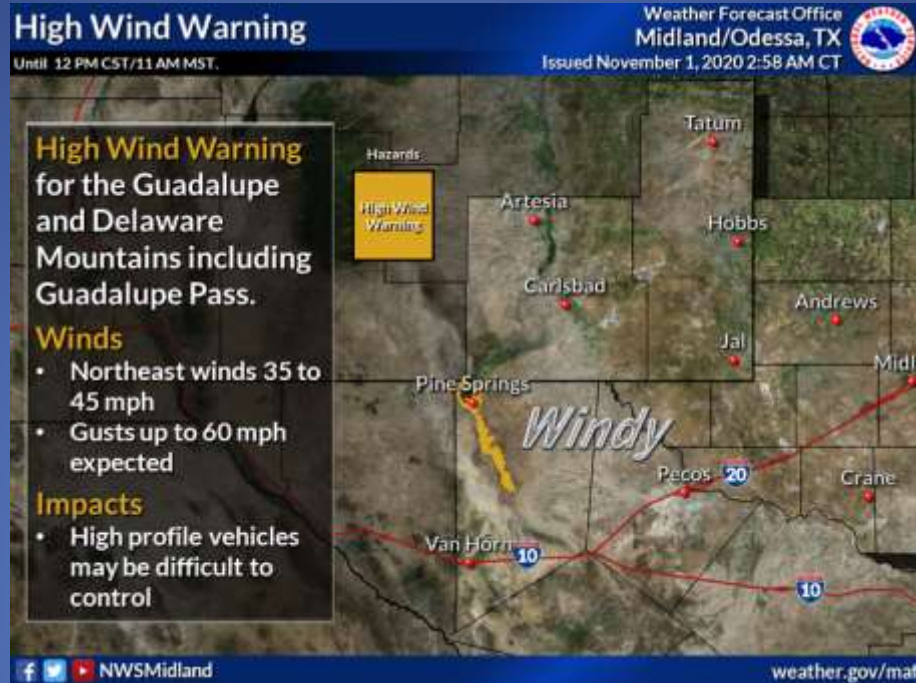 High Wind Warning
Until 12 PM CST/11 AM MST.
Weather Forecast Office
Midland/Odessa, TX
Issued November 1, 2020 2:58 AM CT
High Wind Warning
for the Guadalupe
and Delaware
Mountains including
Guadalupe Pass.
Winds
• Northeast winds 35 to
45 mph
• Gusts up to 60 mph
expected
Impacts
• High profile vehicles
may be difficult to
control
Hazards
High Wind
Warning
Tatum
Artesia
Hobbs
Carlsbad
Andrews
Jal
Midl
Pine Springs
Windy
Pecos
20
Crane
Van Horn
10
10
NWSMidland
weather.gov/maf